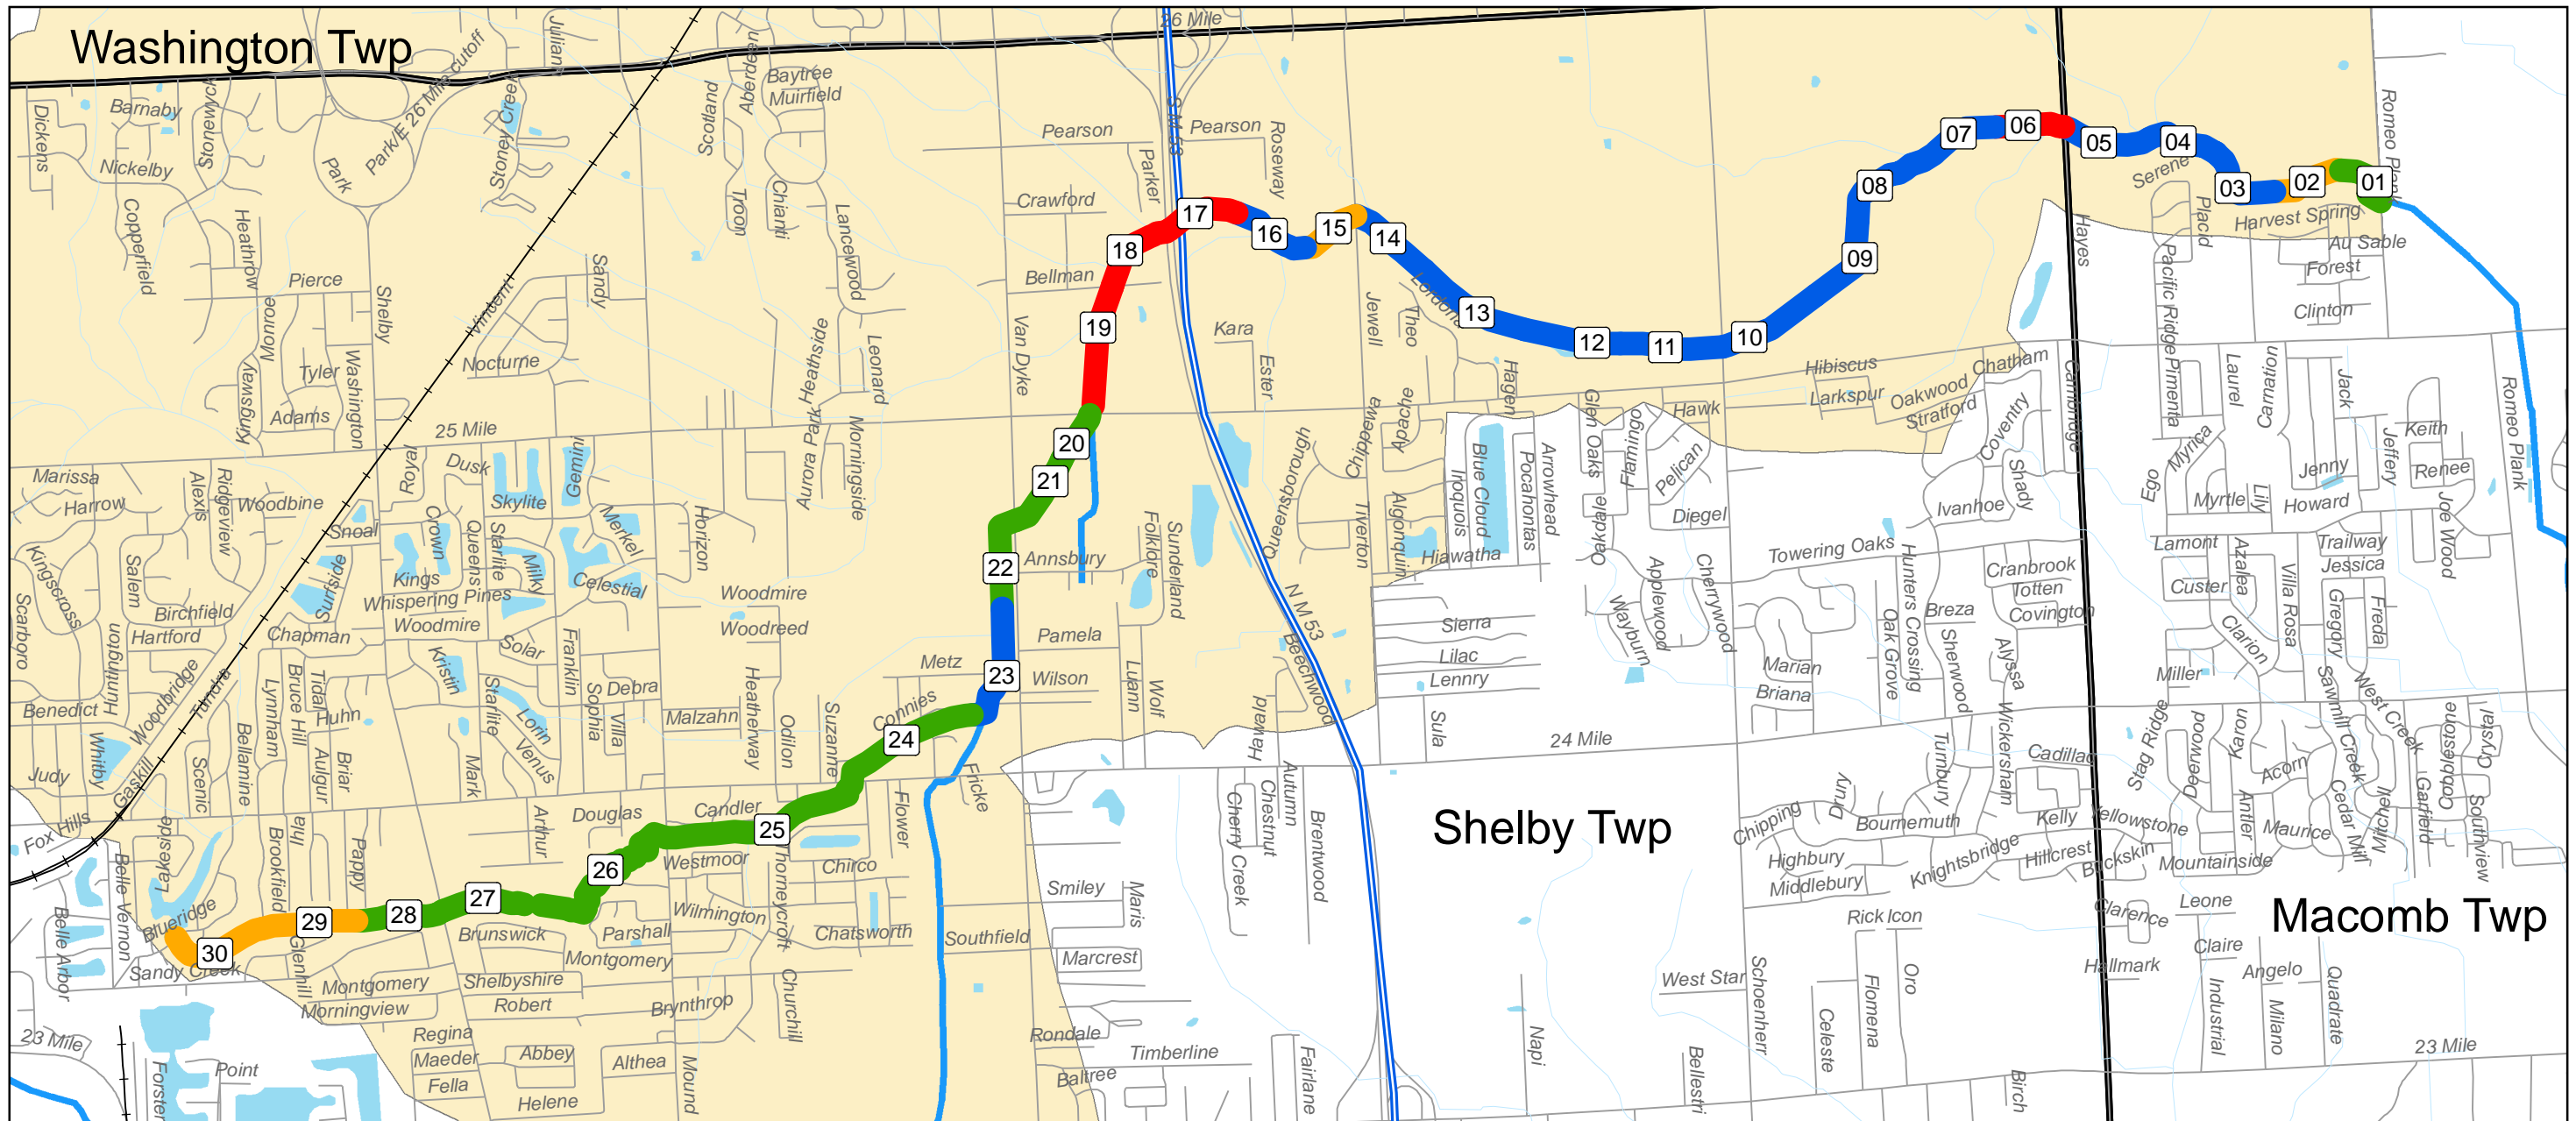 Washington Twp
26 Mile
Julian
Park/E 26 Mile cutoff
Stoney Creek
Scotland
Aberdeen
Baytree
Muirfield
Dickens
Barnaby
Stonewyck
Nickelby
Park
Pearson
Parker
S M 53
Pearson
Roseway
Romeo Plank
07
06
05
04
Serene
03
02
01
08
Placid
Harvest Spring
Au Sable
Forest
Clinton
Hayes
Pacific Ridge
Copperfield
Heathrow
Troon
Chianti
Lancewood
Crawford
17
16
15
14
18
Bellman
09
Pierce
Monroe
Shelby
Vincent
Sandy
Heathside
Leonard
Van Dyke
19
Kara
Ester
Jewell
Theo
13
12
11
10
Hagen
Hibiscus
Larkspur
Oakwood
Chatham
Stratford
Cambridge
Pimenta
Laurel
Carnation
Jack
Romeo Plank
Kingsway
Tyler
Adams
Washington
Nocturne
25 Mile
Royal
Dusk
Gemini
Skylite
Aurora Park
Morningside
20
21
Queensborough
Chippewa
Apache
Glen Oaks
Flamingo
Hawk
Pelican
Coventry
Shady
Ivanhoe
Ego
Myrica
Jenny
Jeffery
Keith
Renee
Marissa
Harrow
Alexis
Ridgeview
Woodbine
Snoal
Crown
Queens
Starlite
Milky
Merkel
Horizon
Folkldre
Sunderland
Tiverton
Algonquin
Iroquois
Blue Cloud
Pocahontas
Arrowhead
Hiawatha
Oakdale
Diegel
Myrtle
Lily
Howard
Joe Wood
Kingscross
Scarboro
Salem
Birchfield
Hartford
Huntington
Surfside
Kings
Whispering Pines
Woodmire
Chapman
Celestial
Solar
Woodmire
Woodreed
22
Annsbury
Pamela
Wilson
N M 53
Beechwood
Sierra
Lilac
Lennry
Wayburn
Applewood
Cherrywood
Towering Oaks
Hunters Crossing
Oak Grove
Breza
Sherwood
Cranbrook
Totten
Covington
Alyssa
Marian
Briana
Lamont
Custer
Azalea
Clarion
Villa Rosa
Trailway
Jessica
Gregory
Freda
Miller
Benedict
Whitby
Judy
Woodbridge
Tundra
Gaskill
Bellamine
Scenic
Lynnham
Bruce Hill
Tidal
Huhn
Aulgur
Briar
Kristin
Starlite
Mark
Lorin
Venus
Franklin
Sophia
Villa
Debra
Malzahn
Heatherway
Odilon
Suzanne
Metz
Connies
23
24
Luann
Wolf
Fricke
Hawald
Sula
24 Mile
Turnbury
Wickersham
Cadillac
Stag Ridge
Deerwood
Karon
Acorn
Sawmill Creek
West Creek
Cobblestone
Crystal
Fox Hills
Belle Vernon
Belle Arbor
Lakeside
Blueridge
Brookfield
Hila
Pappy
Arthur
Douglas
Candler
25
26
27
28
29
30
Westmoor
Wilmington
Thorneycroft
Chirco
Chatsworth
Flower
Autumn
Chestnut
Cherry Creek
Brentwood
Smiley
Maris
Southfield
Marcrest
Shelby Twp
Chipping
Drury
Bournemuth
Highbury
Middlebury
Knightsbridge
Kelly
Hillcrest
Yellowstone
Buckskin
Mountainside
Antler
Maurice
Cedar Mill
Michell
Garfield
Southview
Macomb Twp
Sandy Creek
Glenhill
Brunswick
Parshall
Montgomery
Montgomery
Morningview
Shelbyshire
Robert
Brynthrop
Churchill
Rick
Icon
Clarence
Leone
Claire
Angelo
Hallmark
West Star
Schoenherr
Flomena
Oro
Celeste
Industrial
Milano
Quadrate
23 Mile
Point
Forster
Regina
Maeder
Fella
Abbey
Althea
Helene
Mound
Rondale
Timberline
Baltree
Fairlane
Napi
Bellestri
Birch
23 Mile